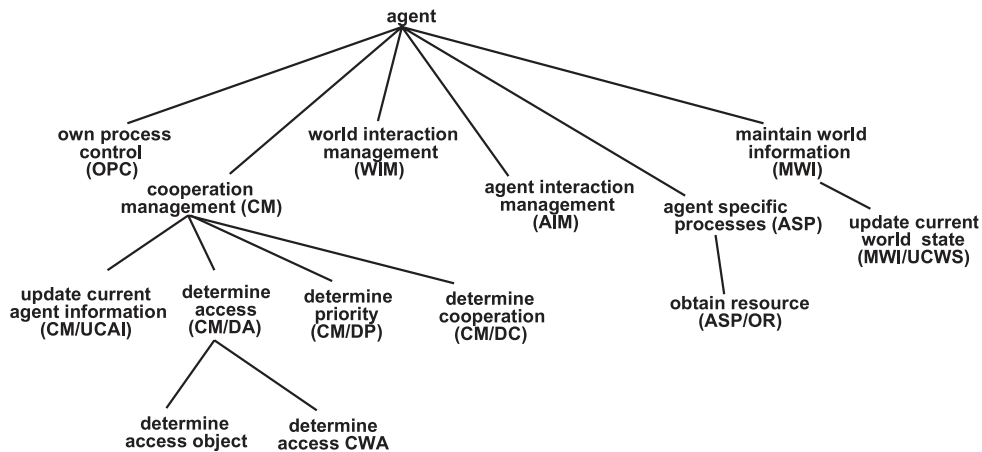 agent
own process
control
(OPC)
cooperation
management (CM)
world interaction
management
(WIM)
agent interaction
management
(AIM)
agent specific
processes (ASP)
maintain world
information
(MWI)
update current
world state
(MWI/UCWS)
update current
agent information
(CM/UCAI)
determine
access
(CM/DA)
determine
priority
(CM/DP)
determine
cooperation
(CM/DC)
obtain resource
(ASP/OR)
determine
access object
determine
access CWA